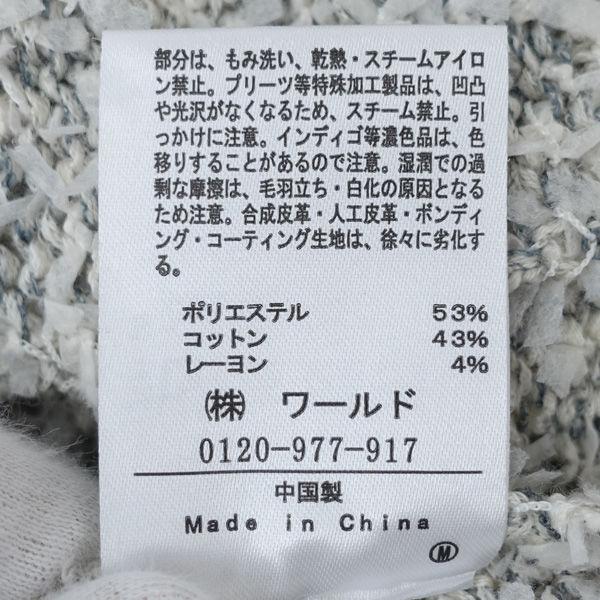 部分は、もみ洗い、乾熱・スチームアイロ
ン禁止。プリーツ等特殊加工製品は、凹凸
や光沢がなくなるため、スチーム禁止。引
っかけに注意。インディゴ等濃色品は、色
移りすることがあるので注意。湿潤での過
剰な摩擦は、毛羽立ち・白化の原因となる
ため注意。合成皮革・人工皮革・ボンディ
ング・コーティング生地は、徐々に劣化す
る。
ポリエステル 53%
コットン 43%
レーヨン 4%
㈱ ワールド
0120-977-917
中国製
Made in China
Ⓜ